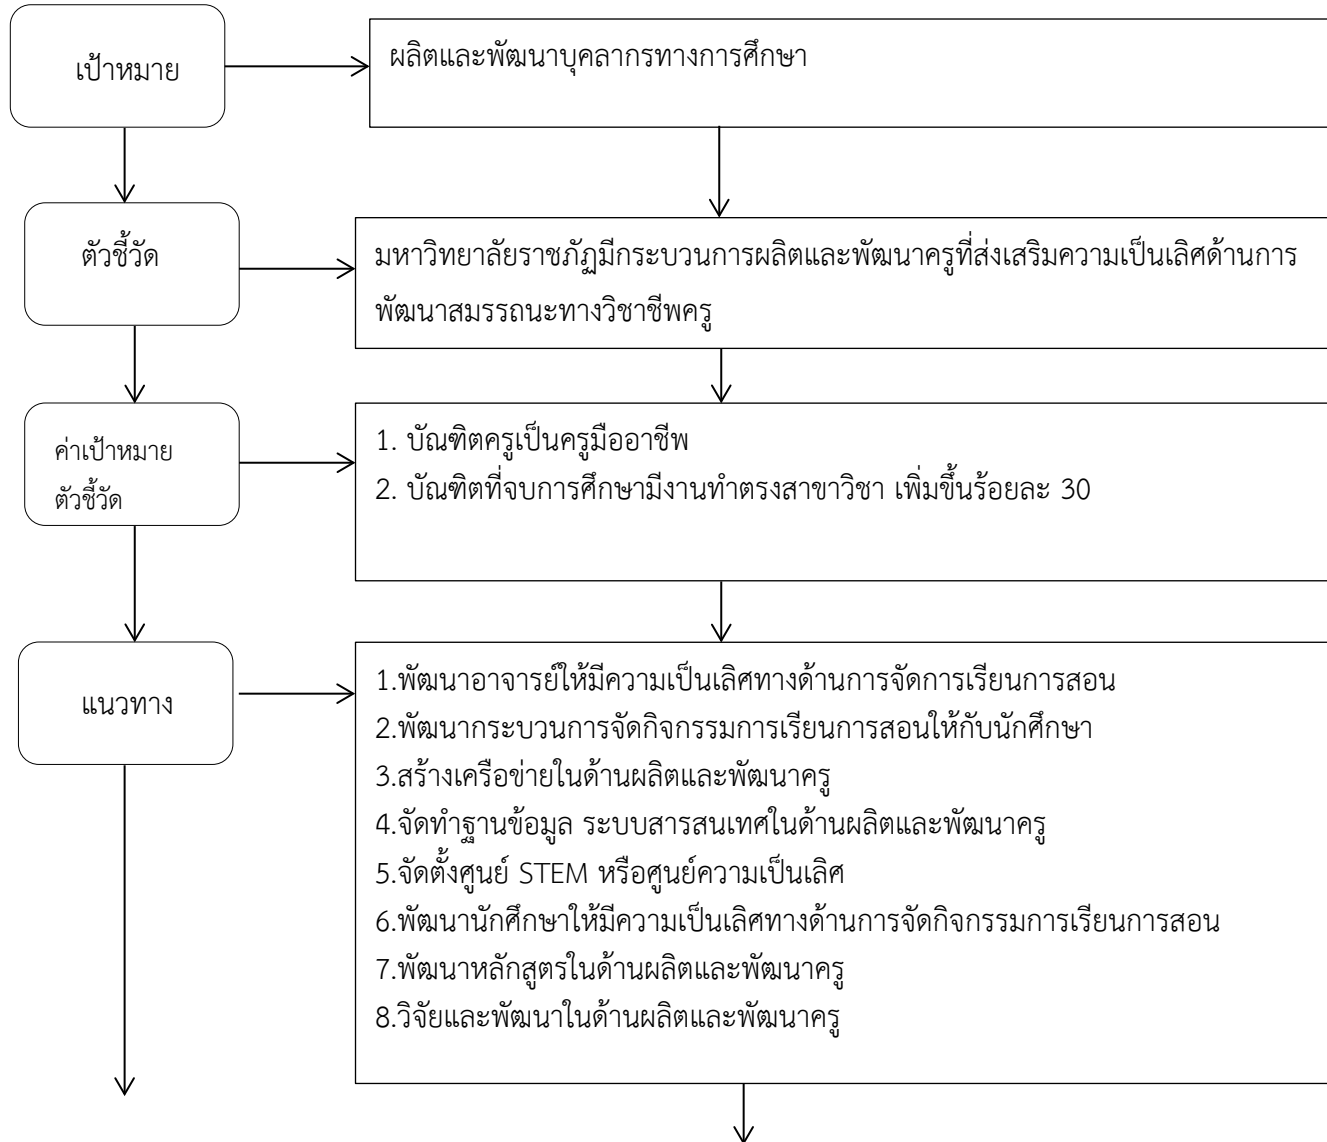 เป้าหมาย
ผลิตและพัฒนาบุคลากรทางการศึกษา
ตัวชี้วัด
มหาวิทยาลัยราชภัฏมีกระบวนการผลิตและพัฒนาครูที่ส่งเสริมความเป็นเลิศด้านการ
พัฒนาสมรรถนะทางวิชาชีพครู
ค่าเป้าหมาย
ตัวชี้วัด
1. บัณฑิตครูเป็นครูมืออาชีพ
2. บัณฑิตที่จบการศึกษามีงานทำตรงสาขาวิชา เพิ่มขึ้นร้อยละ 30
แนวทาง
1.พัฒนาอาจารย์ให้มีความเป็นเลิศทางด้านการจัดการเรียนการสอน
2.พัฒนากระบวนการจัดกิจกรรมการเรียนการสอนให้กับนักศึกษา
3.สร้างเครือข่ายในด้านผลิตและพัฒนาครู
4.จัดทำฐานข้อมูล ระบบสารสนเทศในด้านผลิตและพัฒนาครู
5.จัดตั้งศูนย์ STEM หรือศูนย์ความเป็นเลิศ
6.พัฒนานักศึกษาให้มีความเป็นเลิศทางด้านการจัดกิจกรรมการเรียนการสอน
7.พัฒนาหลักสูตรในด้านผลิตและพัฒนาครู
8.วิจัยและพัฒนาในด้านผลิตและพัฒนาครู